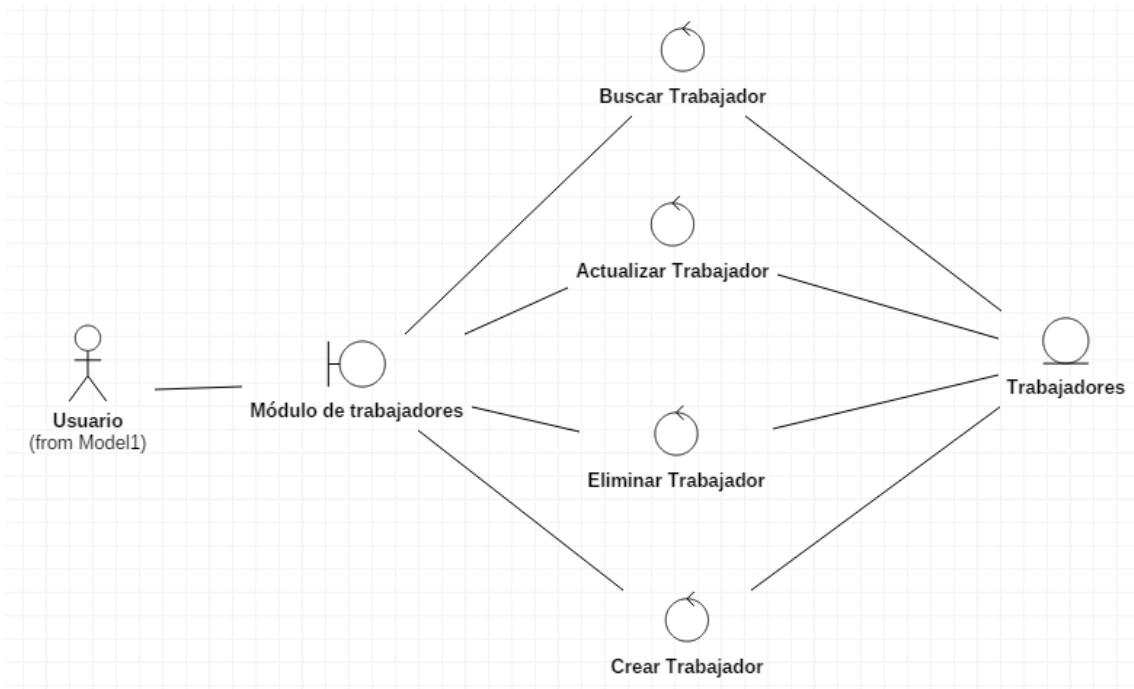 Buscar Trabajador
Actualizar Trabajador
Usuario
(from Model1)
Módulo de trabajadores
Trabajadores
Eliminar Trabajador
Crear Trabajador